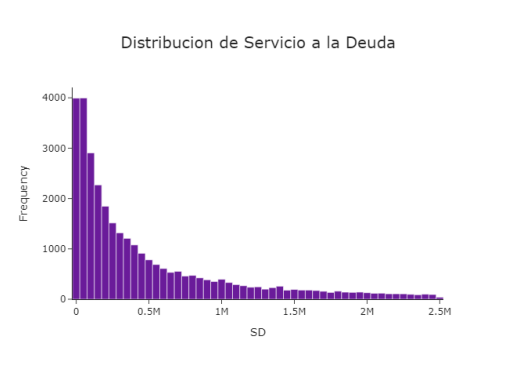 Distribucion de Servicio a la Deuda
4000
3000
2000
1000
0
Frequency
0
0.5M
1M
1.5M
2M
2.5M
SD